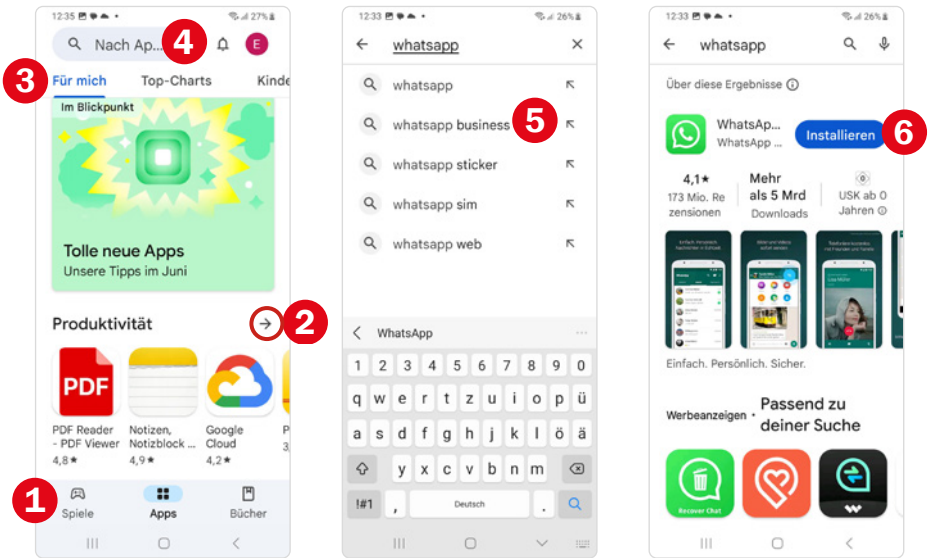 12:35 27%
Nach Ap... 4 E
3 Für mich Top-Charts Kinde
Im Blickpunkt
Tolle neue Apps
Unsere Tipps im Juni
Produktivität 2
PDF
PDF Reader
- PDF Viewer
4,8★
Notizen,
Notizblock ...
4,9★
Google
Cloud
4,2★
P
3,
1
Spiele Apps Bücher
12:33 26%
whatsapp
whatsapp
whatsapp business 5
whatsapp sticker
whatsapp sim
whatsapp web
WhatsApp ...
1 2 3 4 5 6 7 8 9 0
q w e r t z u i o p ü
a s d f g h j k l ö ä
y x c v b n m
!#1 , Deutsch .
12:33 26%
whatsapp
Über diese Ergebnisse
WhatsAp...
WhatsApp ...
Installieren 6
4,1★
173 Mio. Re
zensionen
Mehr
als 5 Mrd
Downloads
0
USK ab 0
Jahren
Einfach. Persönlich. Sicher.
Werbeanzeigen • Passend zu
deiner Suche
Recover Chat